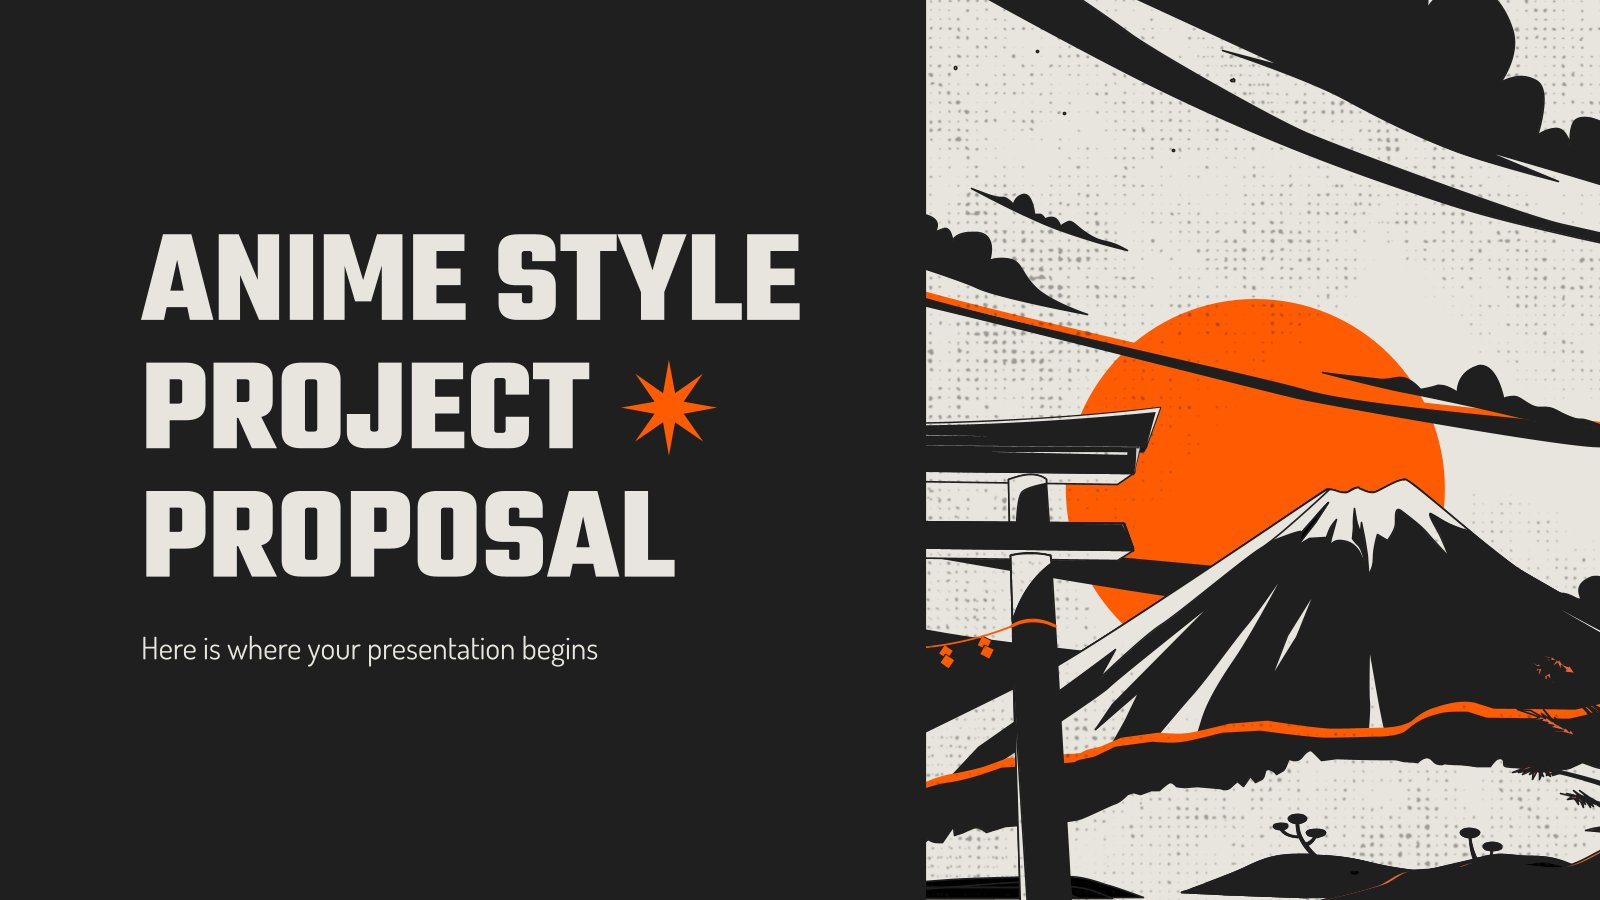 ANIME STYLE
PROJECT
PROPOSAL
Here is where your presentation begins